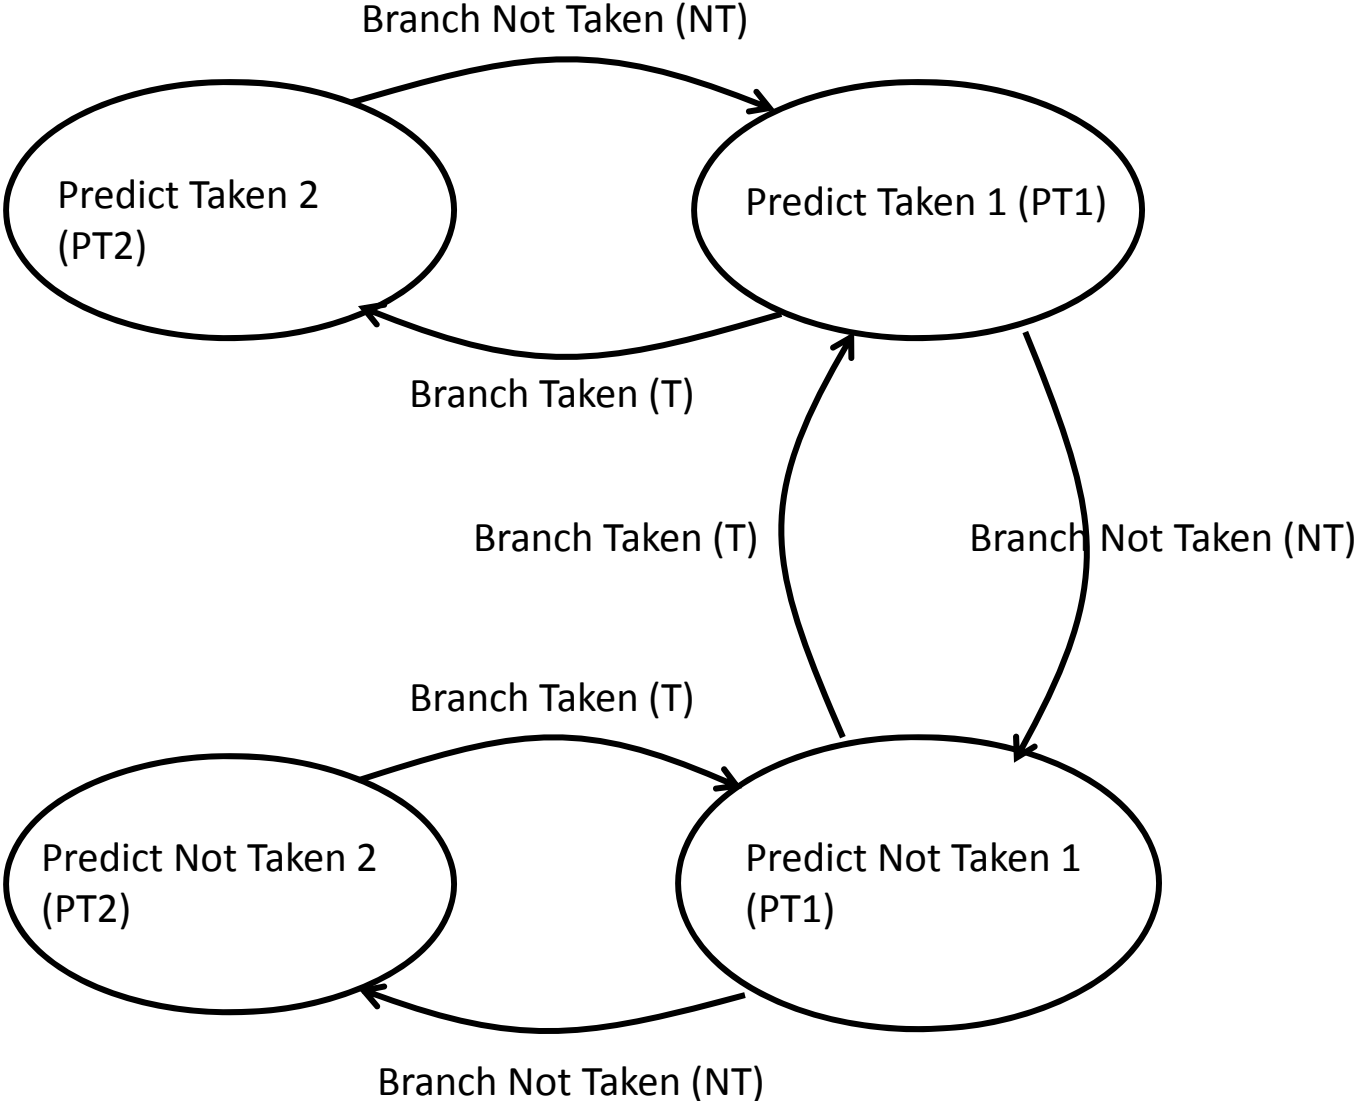 Branch Not Taken (NT)
Predict Taken 2
(PT2)
Predict Taken 1 (PT1)
Branch Taken (T)
Branch Taken (T)
Branch Not Taken (NT)
Branch Taken (T)
Predict Not Taken 2
(PT2)
Predict Not Taken 1
(PT1)
Branch Not Taken (NT)